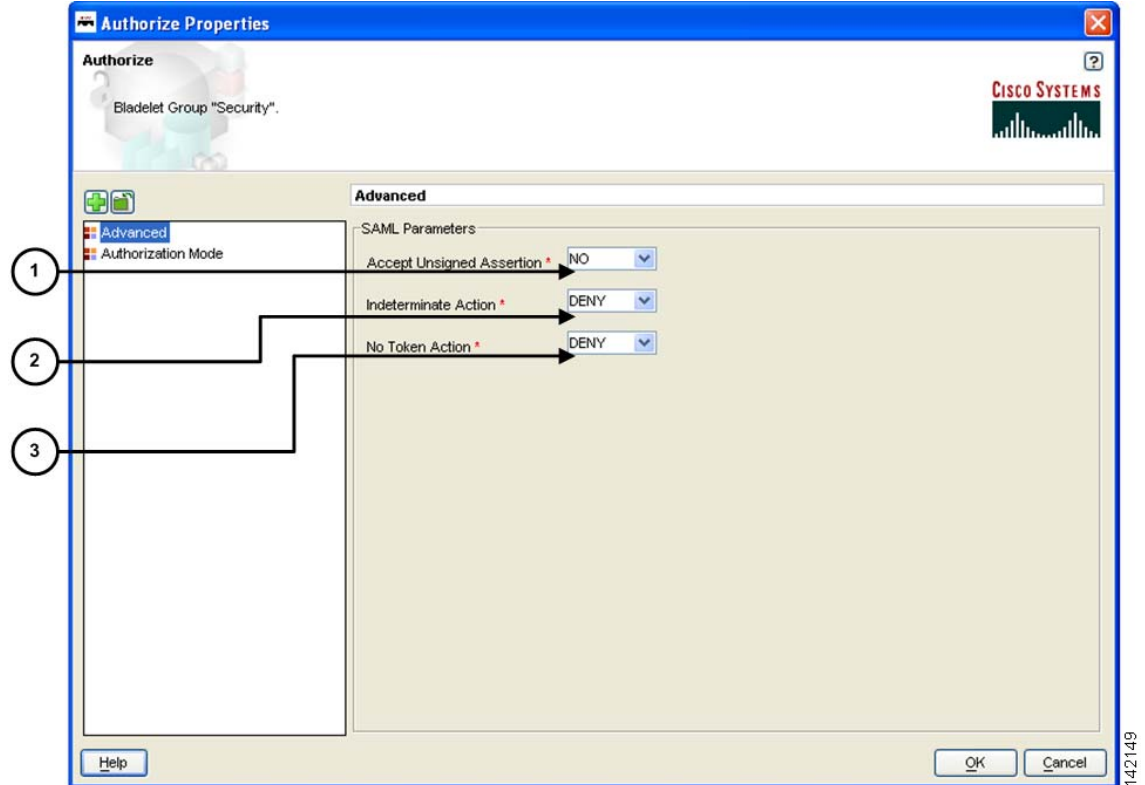 Authorize Properties
Authorize
?
Bladelet Group "Security".
CISCO SYSTEMS
Advanced
Advanced
Authorization Mode
SAML Parameters
Accept Unsigned Assertion * NO
Indeterminate Action * DENY
No Token Action * DENY
1
2
3
Help
OK
Cancel
142149